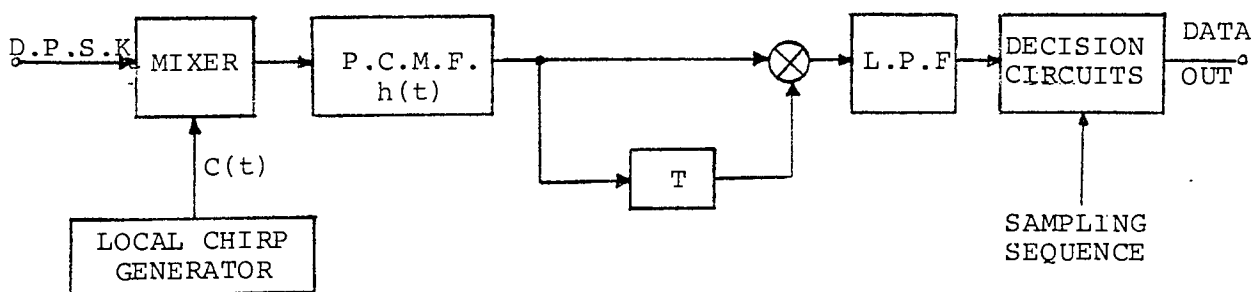 D.P.S.K
MIXER
P.C.M.F.
h(t)
L.P.F
DECISION
CIRCUITS
DATA
OUT
C(t)
T
LOCAL CHIRP
GENERATOR
SAMPLING
SEQUENCE